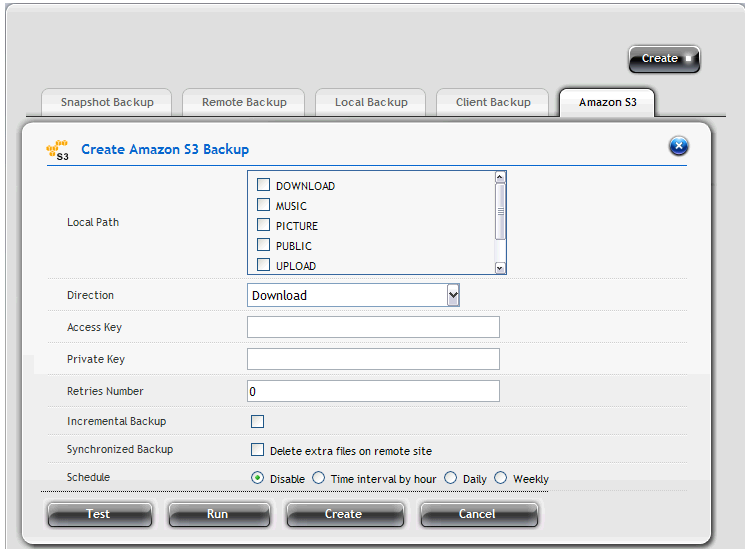 Create
Snapshot Backup Remote Backup Local Backup Client Backup Amazon S3
S3 Create Amazon S3 Backup
Local Path
DOWNLOAD
MUSIC
PICTURE
PUBLIC
UPLOAD
Direction Download
Access Key
Private Key
Retries Number 0
Incremental Backup
Synchronized Backup Delete extra files on remote site
Schedule Disable Time interval by hour Daily Weekly
Test Run Create Cancel